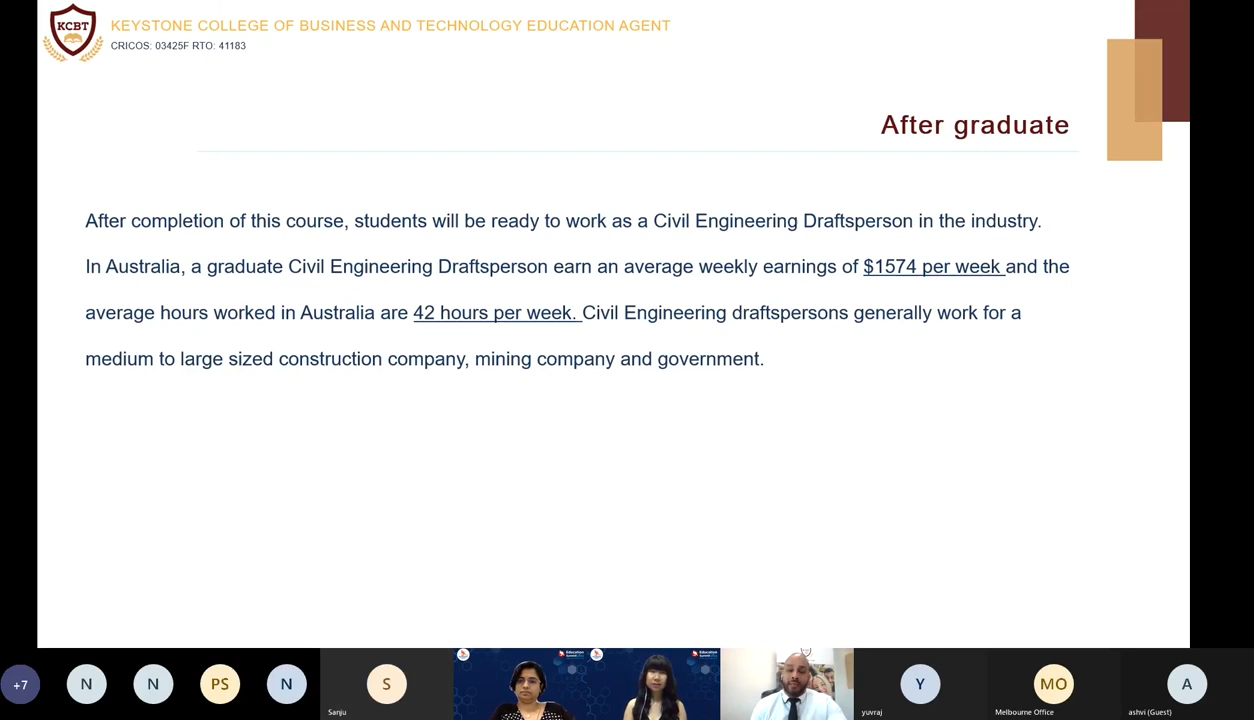 KCBT
KEYSTONE COLLEGE OF BUSINESS AND TECHNOLOGY EDUCATION AGENT
CRICOS: 03425F RTO: 41183
After graduate
After completion of this course, students will be ready to work as a Civil Engineering Draftsperson in the industry.
In Australia, a graduate Civil Engineering Draftsperson earn an average weekly earnings of $1574 per week and the
average hours worked in Australia are 42 hours per week. Civil Engineering draftspersons generally work for a
medium to large sized construction company, mining company and government.
+7
N
N
PS
N
S
Y
MO
A
Sanju
yuvraj
Melbourne Office
ashvi (Guest)